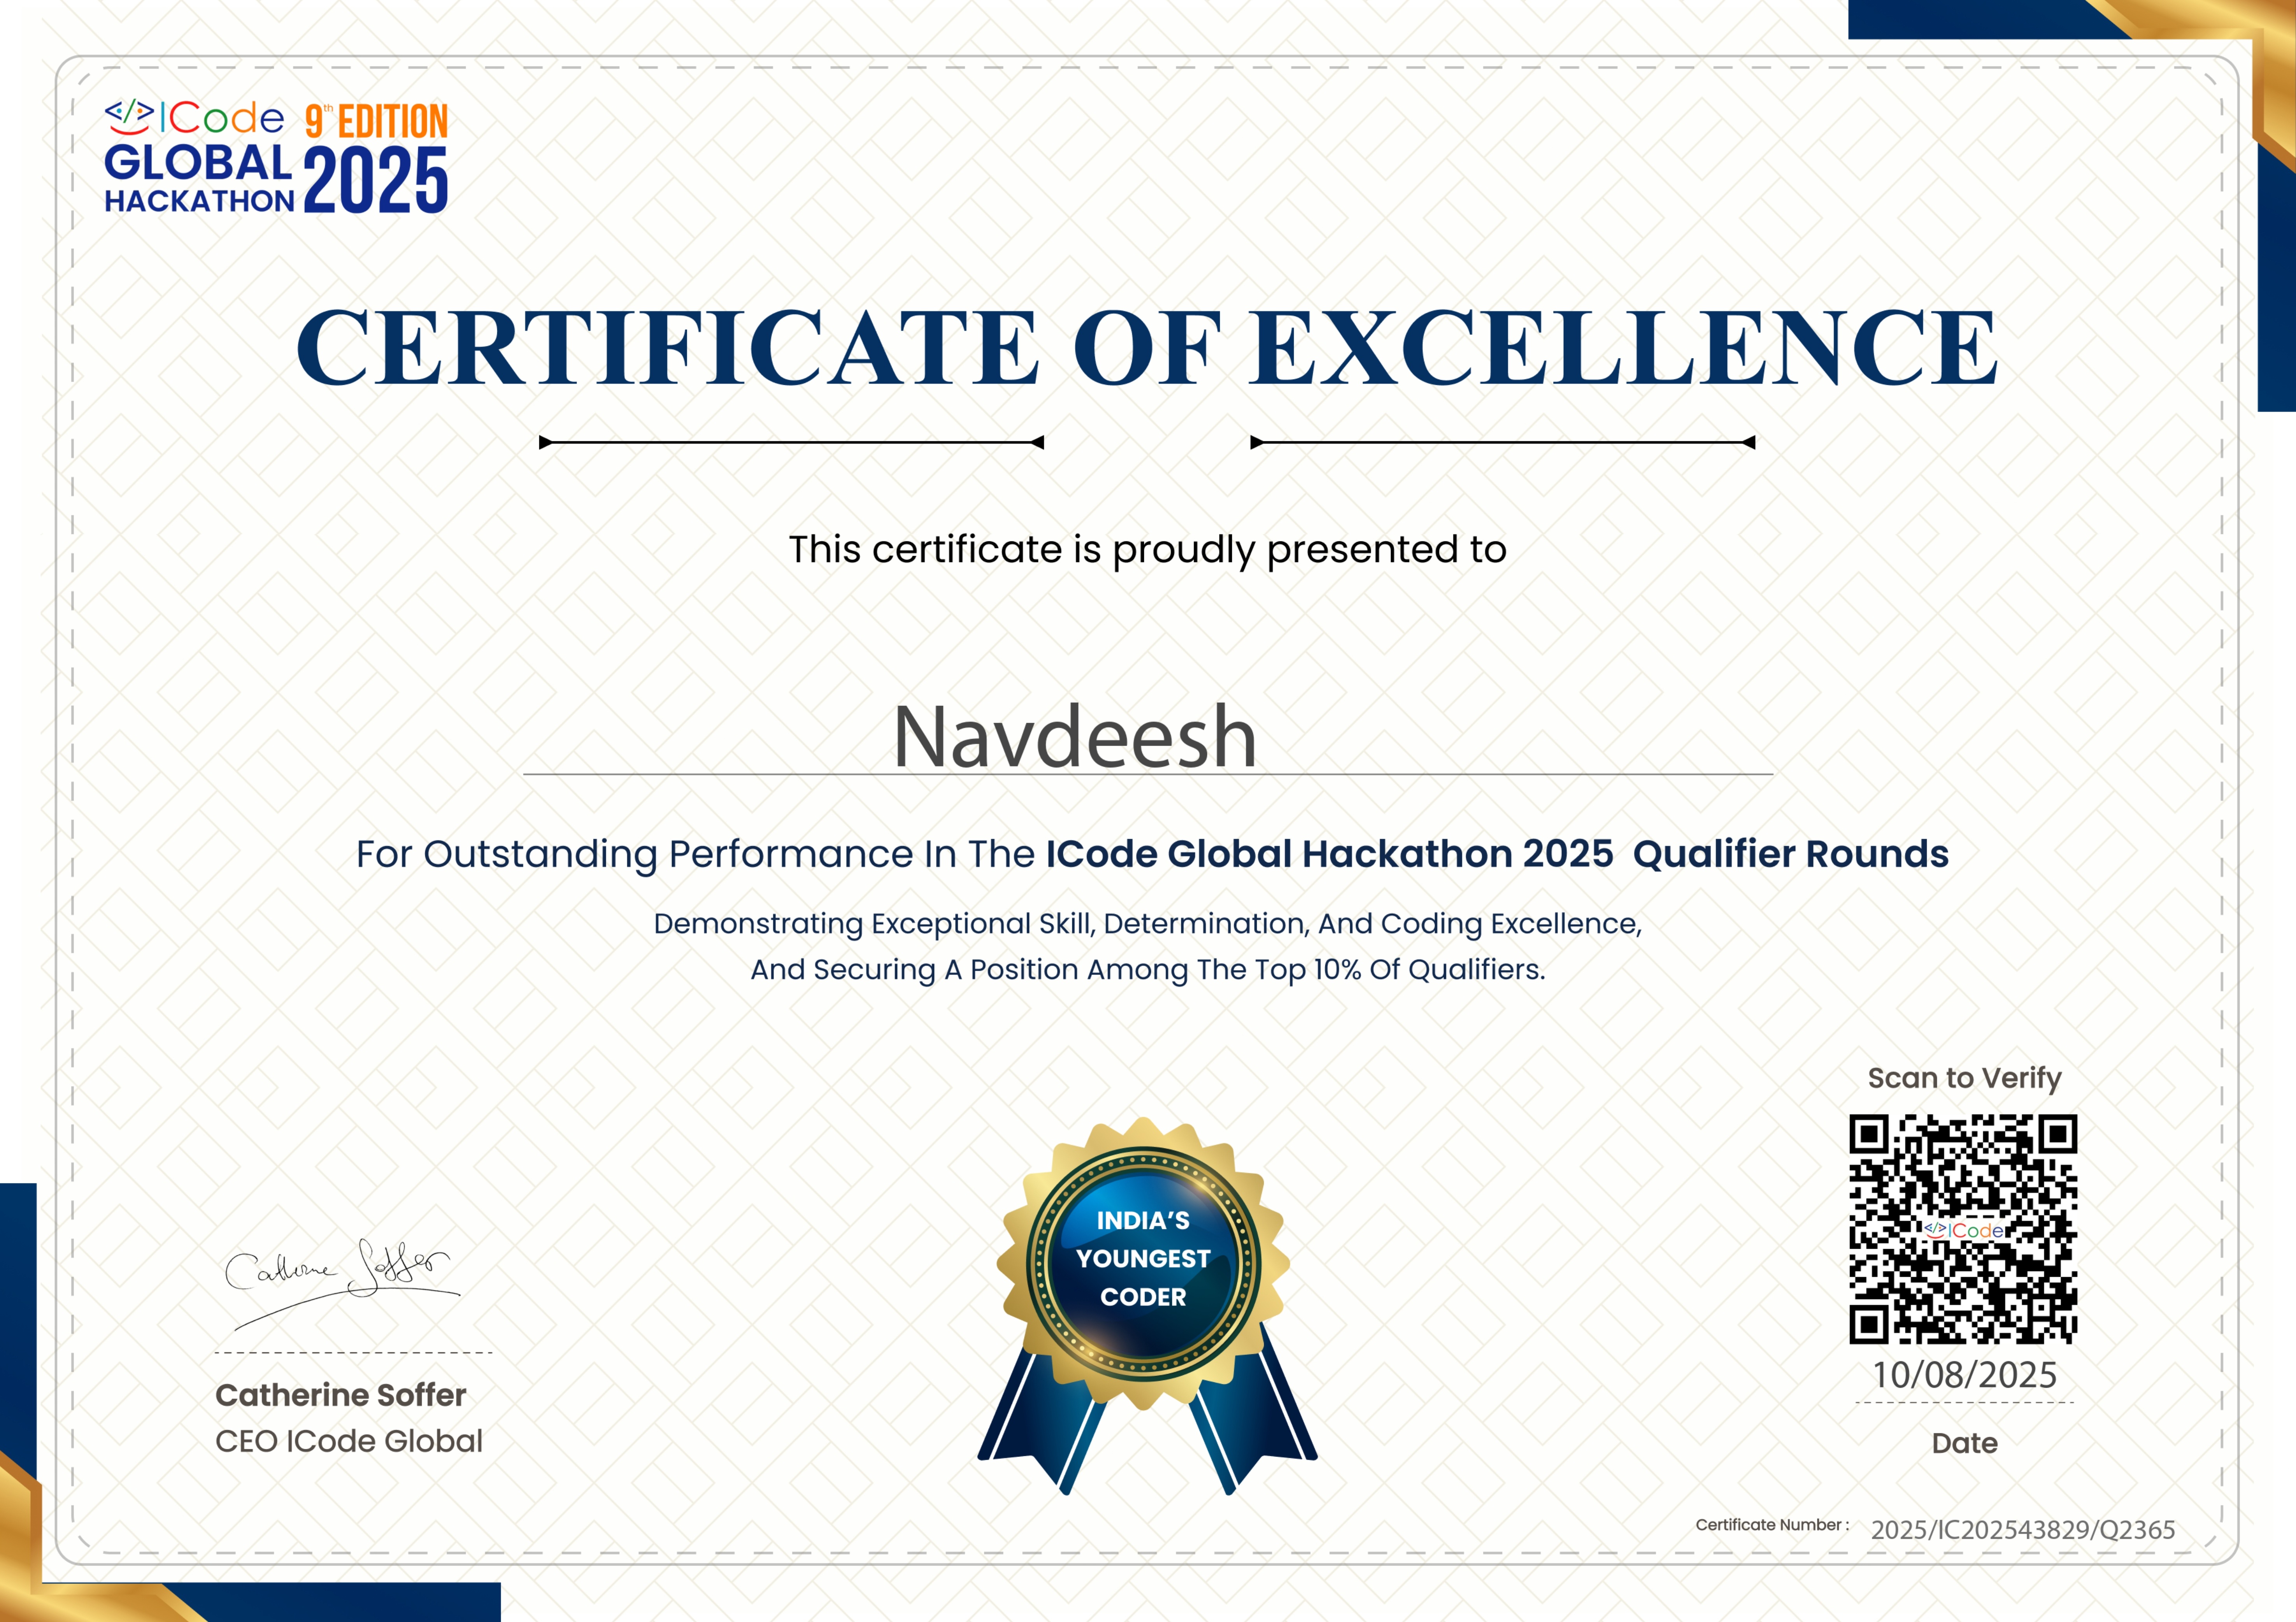 ICode 9th EDITION
GLOBAL
HACKATHON 2025
CERTIFICATE OF EXCELLENCE
This certificate is proudly presented to
Navdeesh
For Outstanding Performance In The ICode Global Hackathon 2025 Qualifier Rounds
Demonstrating Exceptional Skill, Determination, And Coding Excellence,
And Securing A Position Among The Top 10% Of Qualifiers.
Scan to Verify
ICode
INDIA'S
YOUNGEST
CODER
Catherine Soffer
Catherine Soffer
CEO ICode Global
10/08/2025
Date
Certificate Number : 2025/IC202543829/Q2365